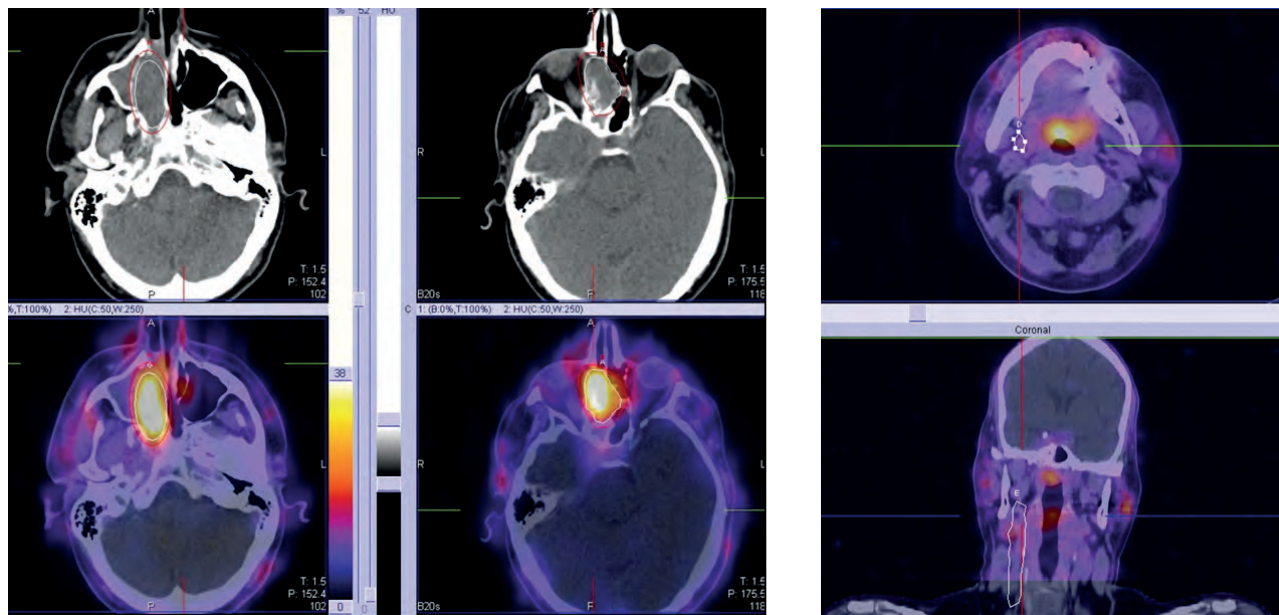 A
L
T: 1.5
P: 152.4
P
102
%
52
HU
A
R
L
T: 1.5
P: 175.5
B20s
118
%,T:100%) 2: HU(C:50,W:250)
C 1: (B:0%,T:100%) 2: HU(C:50,W:250)
A
L
T: 1.5
P: 152.4
P
102
38
0
0
A
A
R
L
T: 1.5
P: 175.5
B20s
118
D
Coronal
E